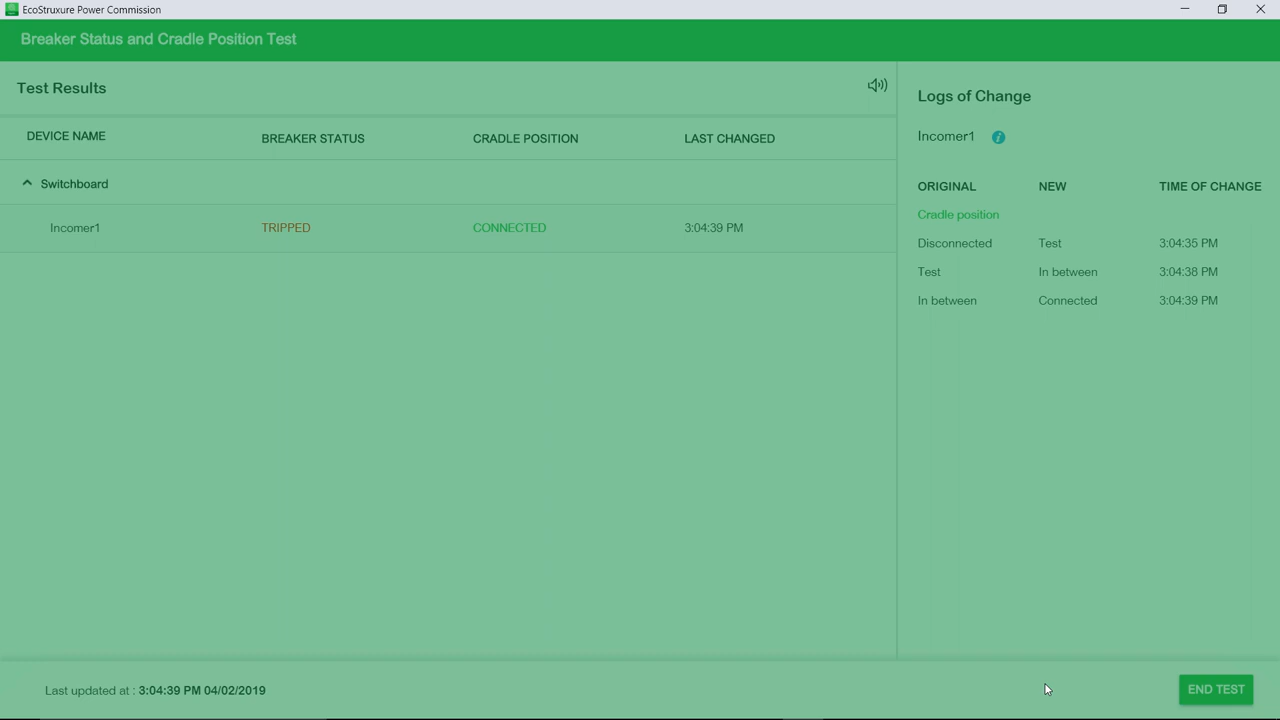 EcoStruxure Power Commission
Breaker Status and Cradle Position Test
Test Results
DEVICE NAME BREAKER STATUS CRADLE POSITION LAST CHANGED
Switchboard
Incomer1 TRIPPED CONNECTED 3:04:39 PM
Logs of Change
Incomer1 i
ORIGINAL NEW TIME OF CHANGE
Cradle position
Disconnected Test 3:04:35 PM
Test In between 3:04:38 PM
In between Connected 3:04:39 PM
Last updated at : 3:04:39 PM 04/02/2019
END TEST